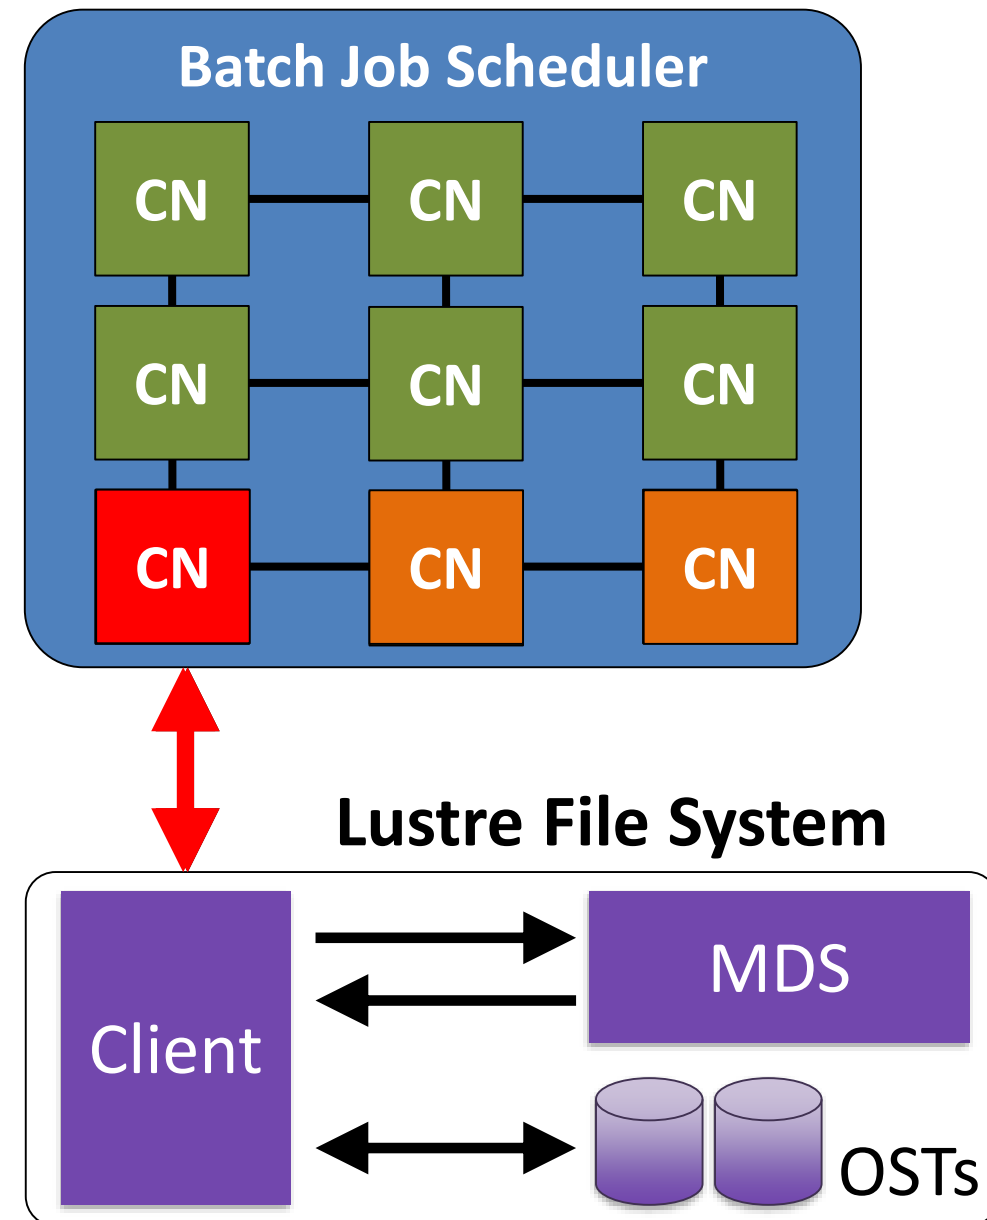 Batch Job Scheduler
CN CN CN
CN CN CN
CN CN CN
Lustre File System
Client
MDS
OSTs